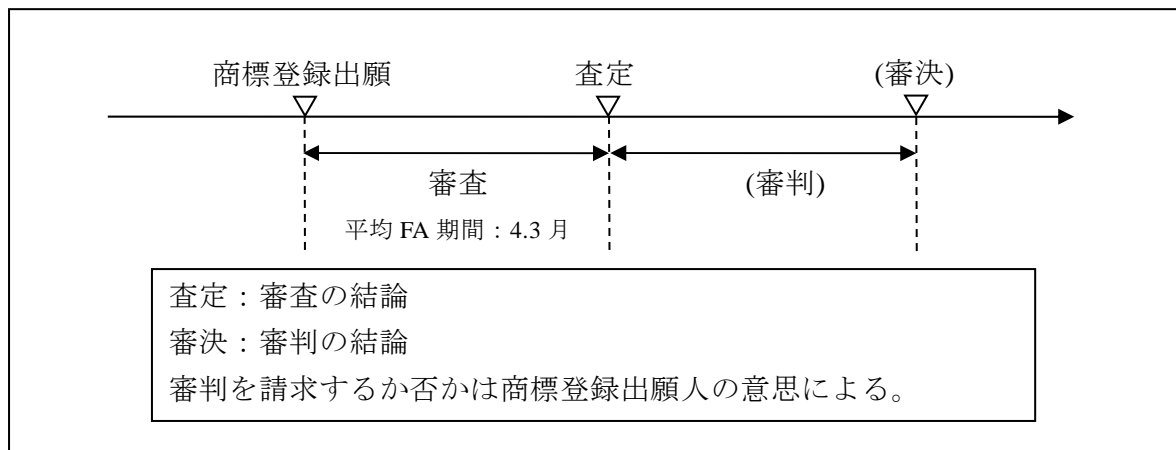 商標登録出願 査定 (審決)
審査 (審判)
平均 FA 期間：4.3 月
査定：審査の結論
審決：審判の結論
審判を請求するか否かは商標登録出願人の意思による。